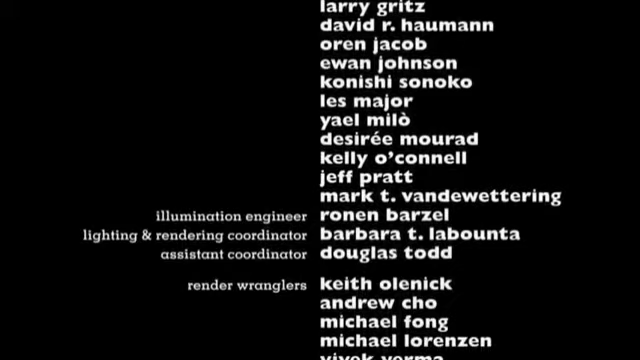 larry gritz
david r. haumann
oren jacob
ewan johnson
konishi sonoko
les major
yael milò
desirée mourad
kelly o'connell
jeff pratt
mark t. vandewettering
illumination engineer ronen barzel
lighting & rendering coordinator barbara t. labounta
assistant coordinator douglas todd
render wranglers keith olenick
andrew cho
michael fong
michael lorenzen
vivek verma